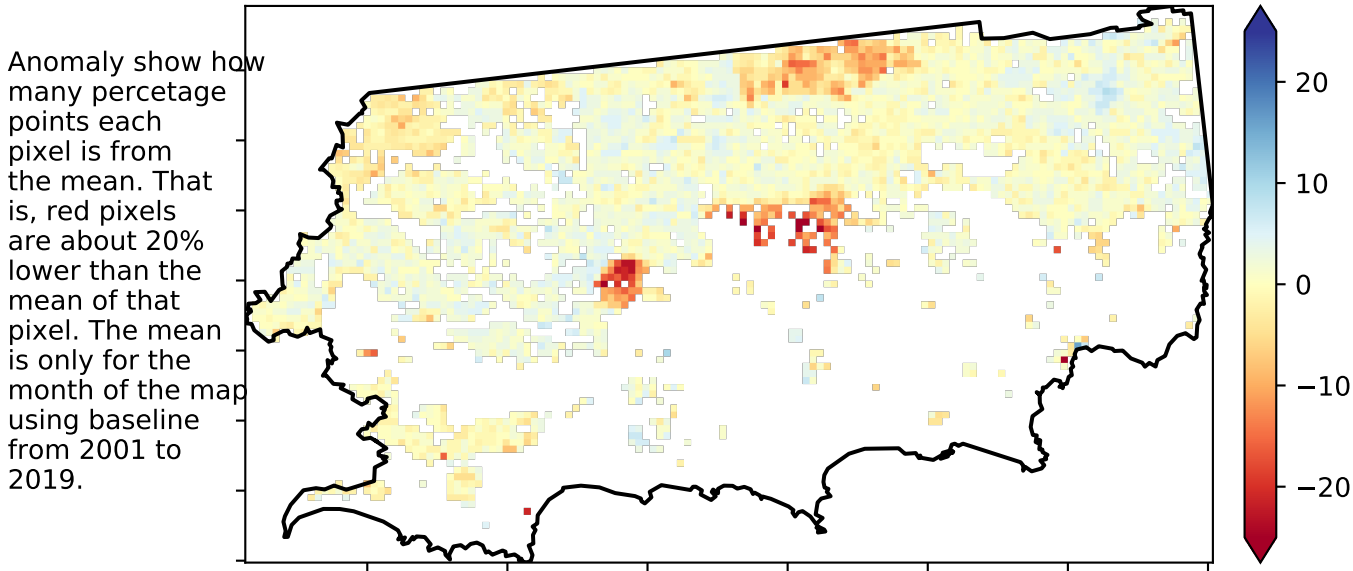 Anomaly show how
many percetage
points each
pixel is from
the mean. That
is, red pixels
are about 20%
lower than the
mean of that
pixel. The mean
is only for the
month of the map
using baseline
from 2001 to
2019.
20
10
0
−10
−20